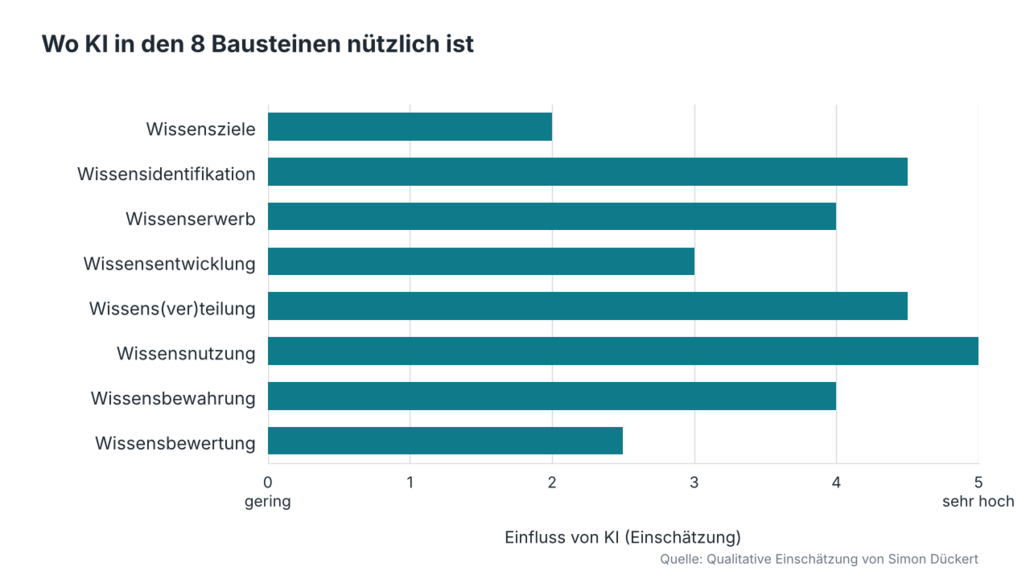 Wo KI in den 8 Bausteinen nützlich ist
Wissensziele
Wissensidentifikation
Wissenserwerb
Wissensentwicklung
Wissens(ver)teilung
Wissensnutzung
Wissensbewahrung
Wissensbewertung
0 1 2 3 4 5
gering sehr hoch
Einfluss von KI (Einschätzung)
Quelle: Qualitative Einschätzung von Simon Dückert